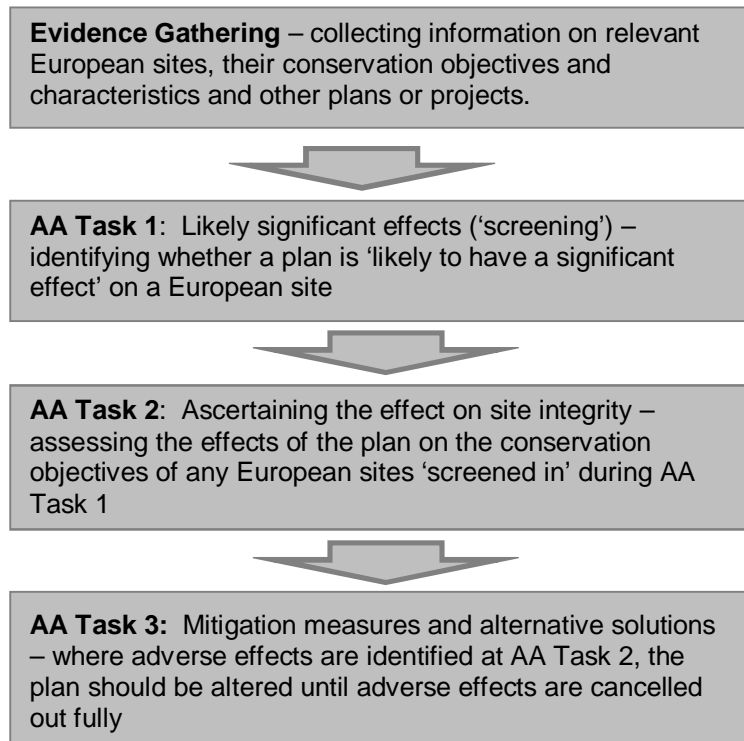 Evidence Gathering – collecting information on relevant
European sites, their conservation objectives and
characteristics and other plans or projects.
AA Task 1:  Likely significant effects (‘screening’) –
identifying whether a plan is ‘likely to have a significant
effect’ on a European site
AA Task 2:  Ascertaining the effect on site integrity –
assessing the effects of the plan on the conservation
objectives of any European sites ‘screened in’ during AA
Task 1
AA Task 3:  Mitigation measures and alternative solutions
– where adverse effects are identified at AA Task 2, the
plan should be altered until adverse effects are cancelled
out fully